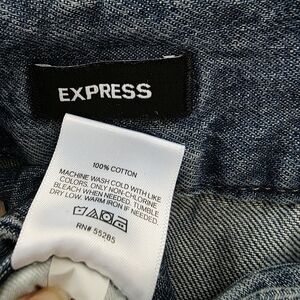 EXPRESS
100% COTTON
MACHINE WASH COLD WITH LIKE
COLORS. ONLY NON-CHLORINE
BLEACH WHEN NEEDED. TUMBLE
DRY LOW. WARM IRON IF NEEDED.
RN# 55285